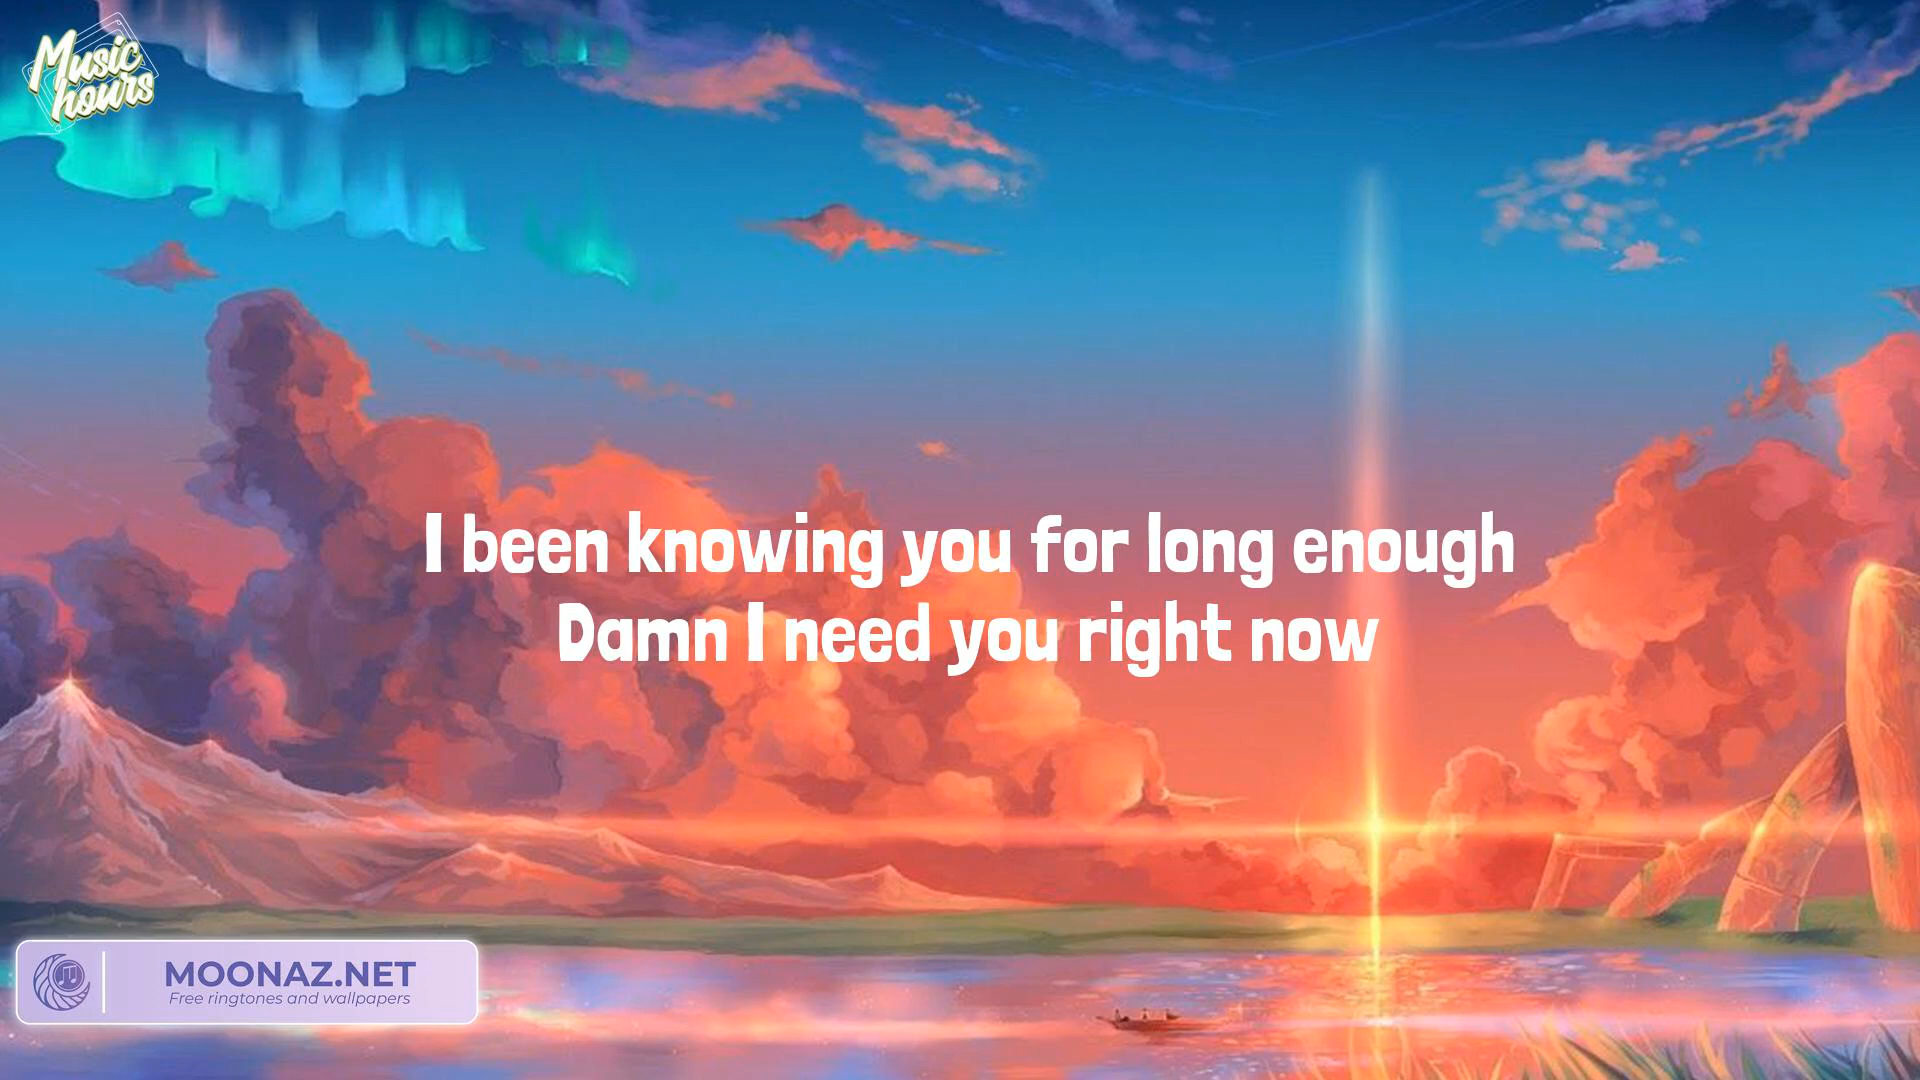 Music
hours
I been knowing you for long enough
Damn I need you right now
MOONAZ.NET
Free ringtones and wallpapers